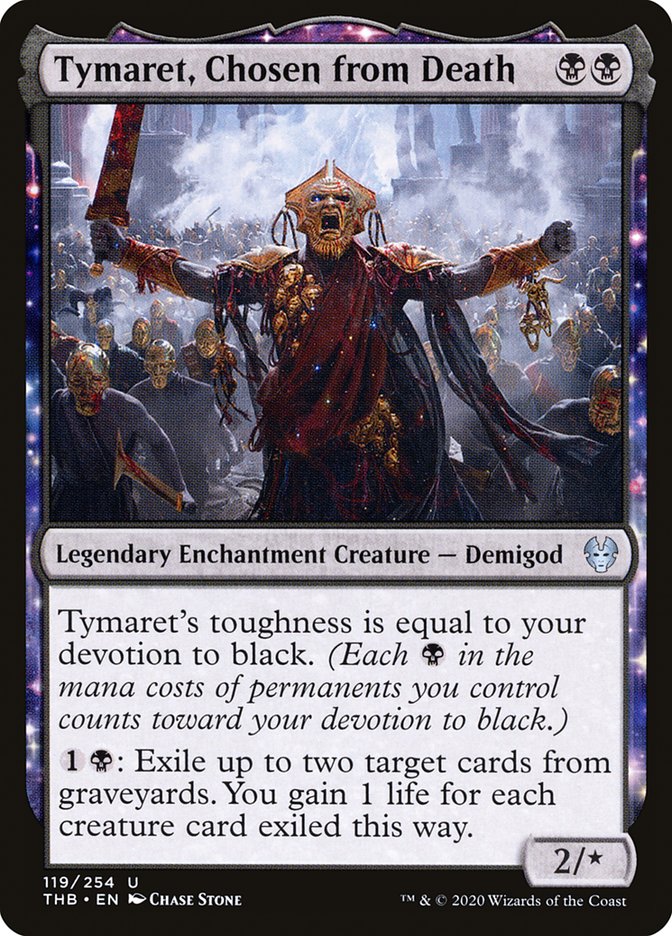 Tymaret, Chosen from Death
Legendary Enchantment Creature — Demigod
Tymaret's toughness is equal to your
devotion to black. (Each in the
mana costs of permanents you control
counts toward your devotion to black.)
1 : Exile up to two target cards from
graveyards. You gain 1 life for each
creature card exiled this way.
2/★
119/254 U
THB • EN Chase Stone
™ & © 2020 Wizards of the Coast